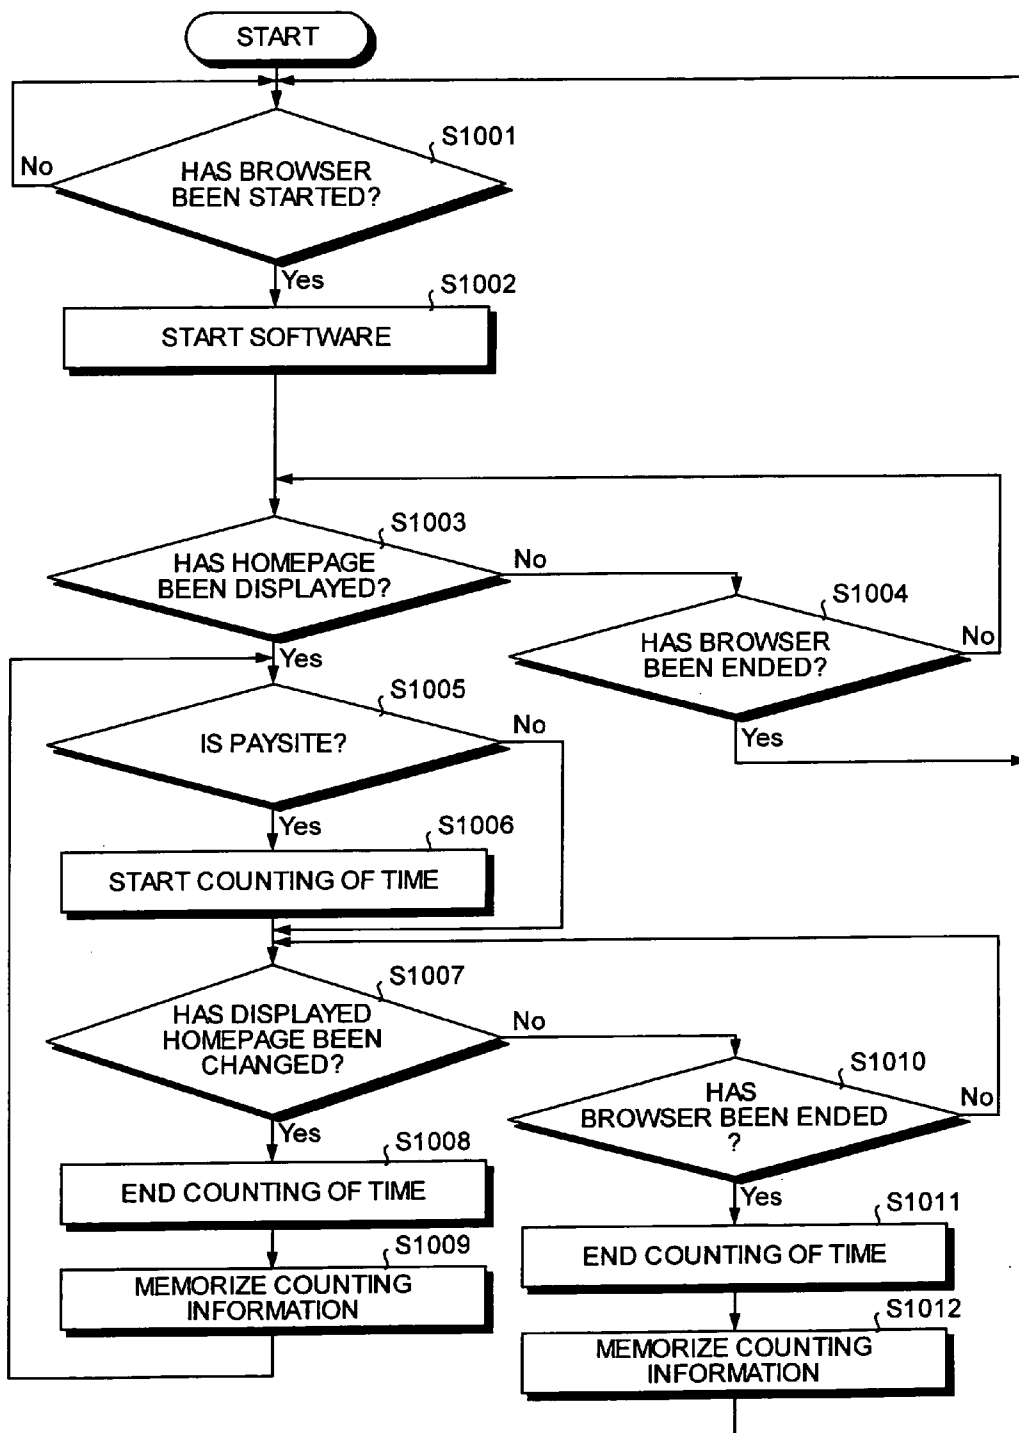 START
S1001
No
HAS BROWSER
BEEN STARTED?
Yes
S1002
START SOFTWARE
S1003
HAS HOMEPAGE
BEEN DISPLAYED?
No
S1004
HAS BROWSER
BEEN ENDED?
No
Yes
Yes
S1005
IS PAYSITE?
No
Yes
S1006
START COUNTING OF TIME
S1007
HAS DISPLAYED
HOMEPAGE BEEN
CHANGED?
No
S1010
HAS
BROWSER BEEN ENDED
?
No
Yes
Yes
S1008
END COUNTING OF TIME
S1011
END COUNTING OF TIME
S1009
MEMORIZE COUNTING
INFORMATION
S1012
MEMORIZE COUNTING
INFORMATION